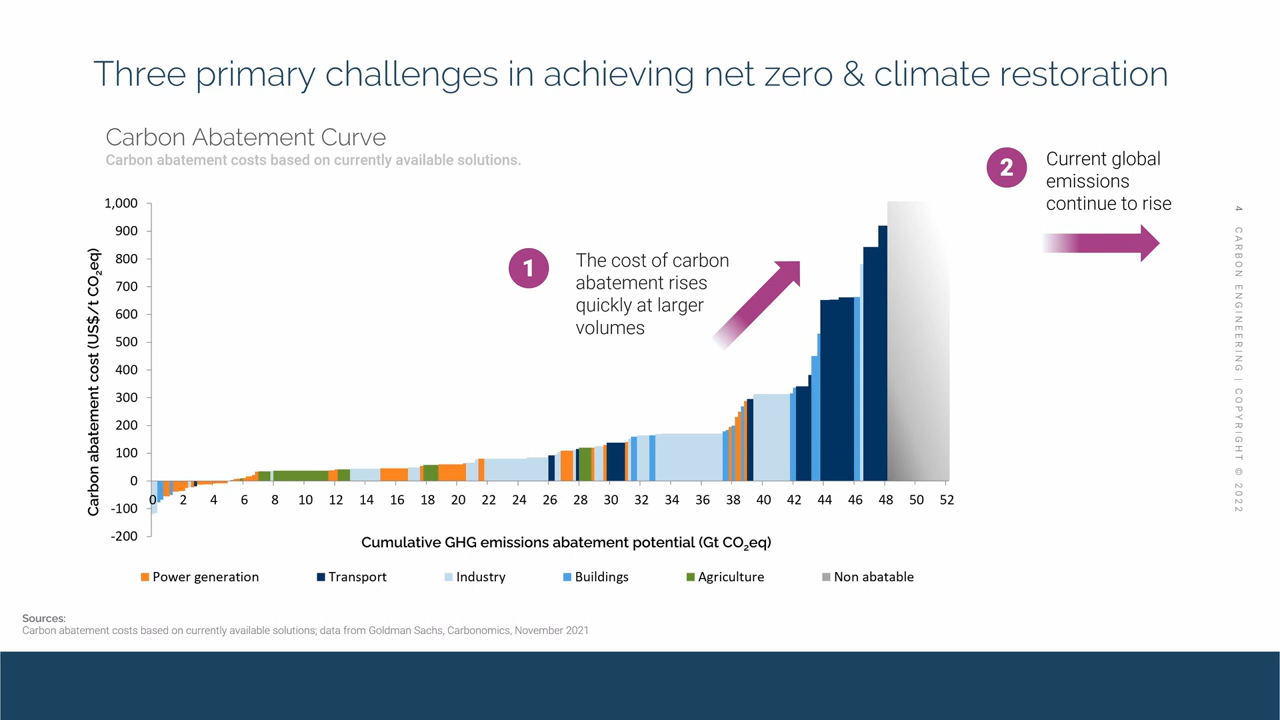 Three primary challenges in achieving net zero & climate restoration
Carbon Abatement Curve
Carbon abatement costs based on currently available solutions.
2
Current global
emissions
continue to rise
1
The cost of carbon
abatement rises
quickly at larger
volumes
Carbon abatement cost (US$/t CO₂eq)
1,000
900
800
700
600
500
400
300
200
100
0
-100
-200
0 2 4 6 8 10 12 14 16 18 20 22 24 26 28 30 32 34 36 38 40 42 44 46 48 50 52
Cumulative GHG emissions abatement potential (Gt CO₂eq)
Power generation Transport Industry Buildings Agriculture Non abatable
4 CARBON ENGINEERING | COPYRIGHT © 2022
Sources:
Carbon abatement costs based on currently available solutions; data from Goldman Sachs, Carbonomics, November 2021